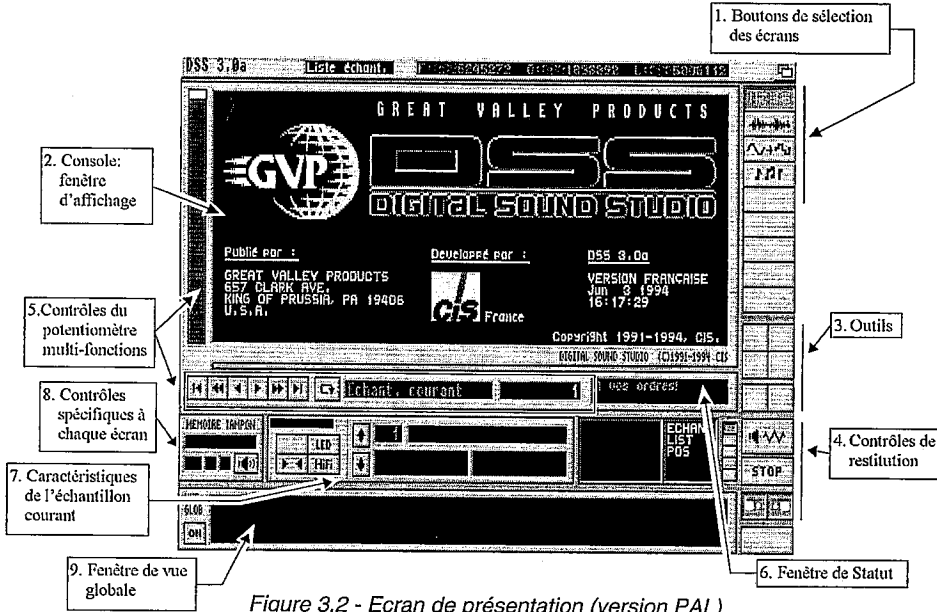 1. Boutons de sélection
des écrans
DSS 3.0a
Liste échant.
2. Console:
fenêtre
d'affichage
GREAT VALLEY PRODUCTS
GVP
DSS
DIGITAL SOUND STUDIO
Publié par :
GREAT VALLEY PRODUCTS
657 CLARK AVE.
KING OF PRUSSIA, PA 19406
U.S.A.
Developpé par :
cis France
DSS 3.0a
VERSION FRANCAISE
Jun 3 1994
16:17:29
Copyright 1991-1994, CIS.
DIGITAL SOUND STUDIO (C)1991-1994 CIS
5.Contrôles du
potentiomètre
multi-fonctions
3. Outils
Echant. courant 1
vos ordres!
8. Contrôles
spécifiques à
chaque écran
MEMOIRE TAMPON
LED
HiFi
1
ECHAN
LIST
POS
STOP
4. Contrôles de
restitution
7. Caractéristiques
de l'échantillon
courant
GLOB
ON
9. Fenêtre de vue
globale
6. Fenêtre de Statut
Figure 3.2 - Ecran de présentation (version PAL)